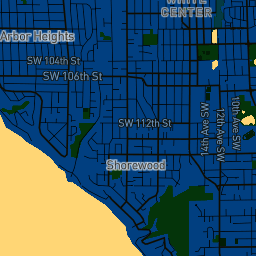 WHITE
CENTER
Arbor Heights
SW 104th St
SW 106th St
SW 112th St
14th Ave SW
12th Ave SW
10th Ave SW
Shorewood